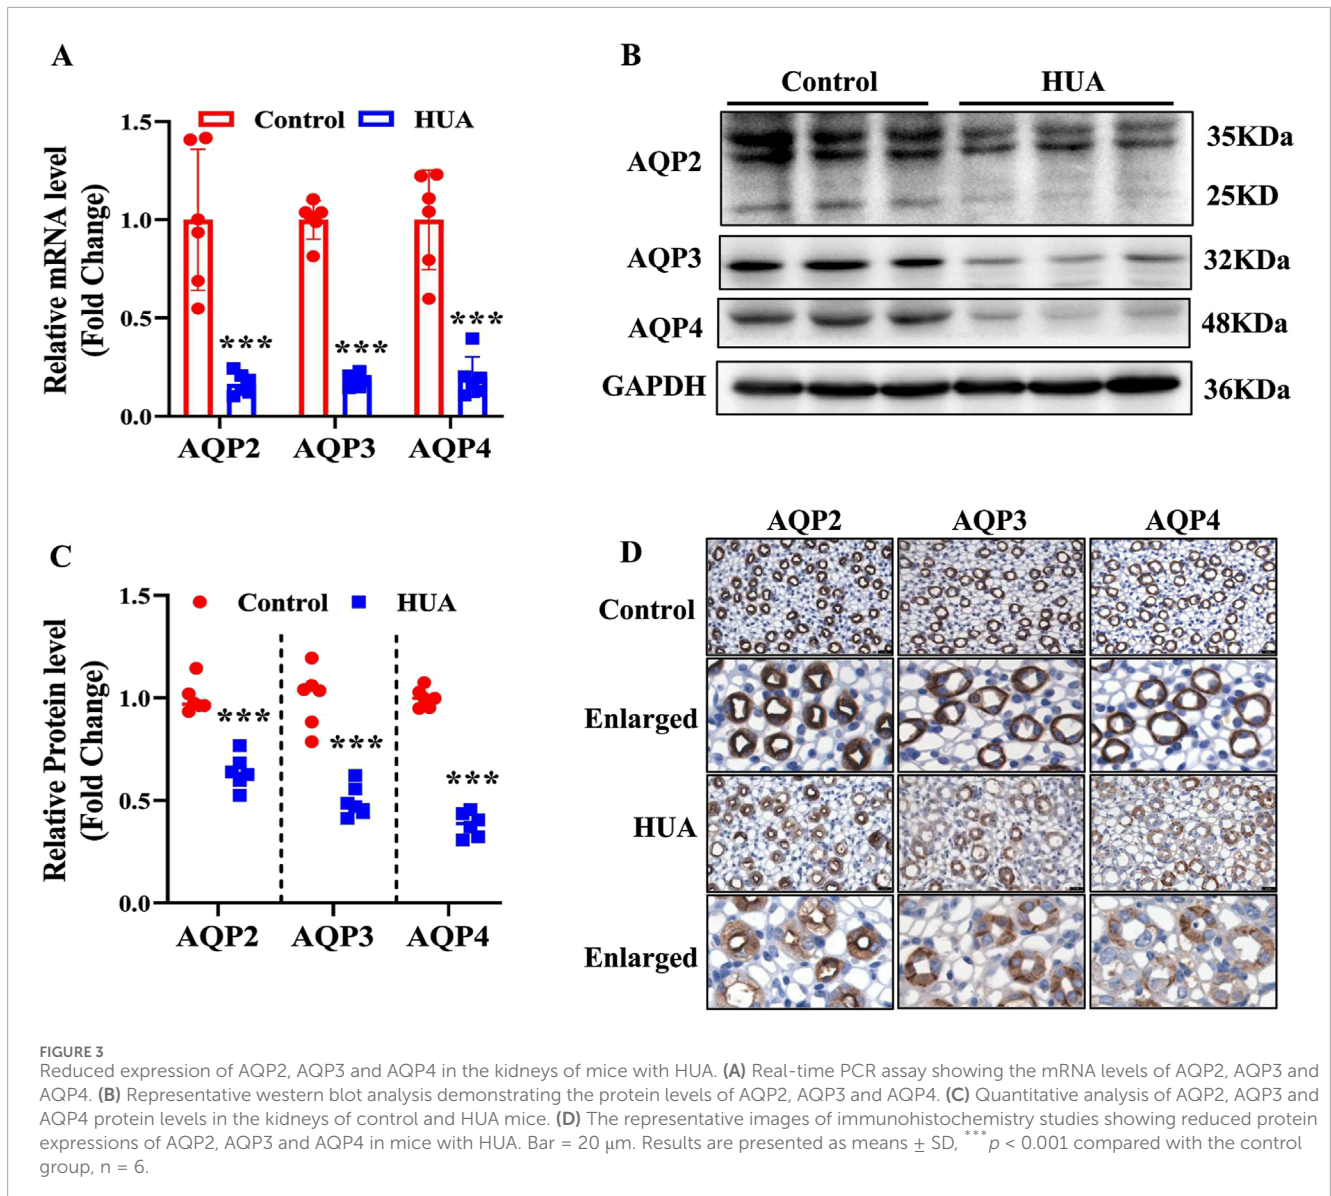 A
Control HUA
Relative mRNA level
(Fold Change)
1.5
1.0
0.5
0.0
***
***
***
AQP2 AQP3 AQP4
B
Control HUA
AQP2
35KDa
25KD
AQP3 32KDa
AQP4 48KDa
GAPDH 36KDa
C
Control HUA
Relative Protein level
(Fold Change)
1.5
1.0
0.5
0.0
***
***
***
AQP2 AQP3 AQP4
D
AQP2 AQP3 AQP4
Control
Enlarged
HUA
Enlarged
FIGURE 3
Reduced expression of AQP2, AQP3 and AQP4 in the kidneys of mice with HUA. (A) Real-time PCR assay showing the mRNA levels of AQP2, AQP3 and
AQP4. (B) Representative western blot analysis demonstrating the protein levels of AQP2, AQP3 and AQP4. (C) Quantitative analysis of AQP2, AQP3 and
AQP4 protein levels in the kidneys of control and HUA mice. (D) The representative images of immunohistochemistry studies showing reduced protein
expressions of AQP2, AQP3 and AQP4 in mice with HUA. Bar = 20 μm. Results are presented as means ± SD, ***p < 0.001 compared with the control
group, n = 6.